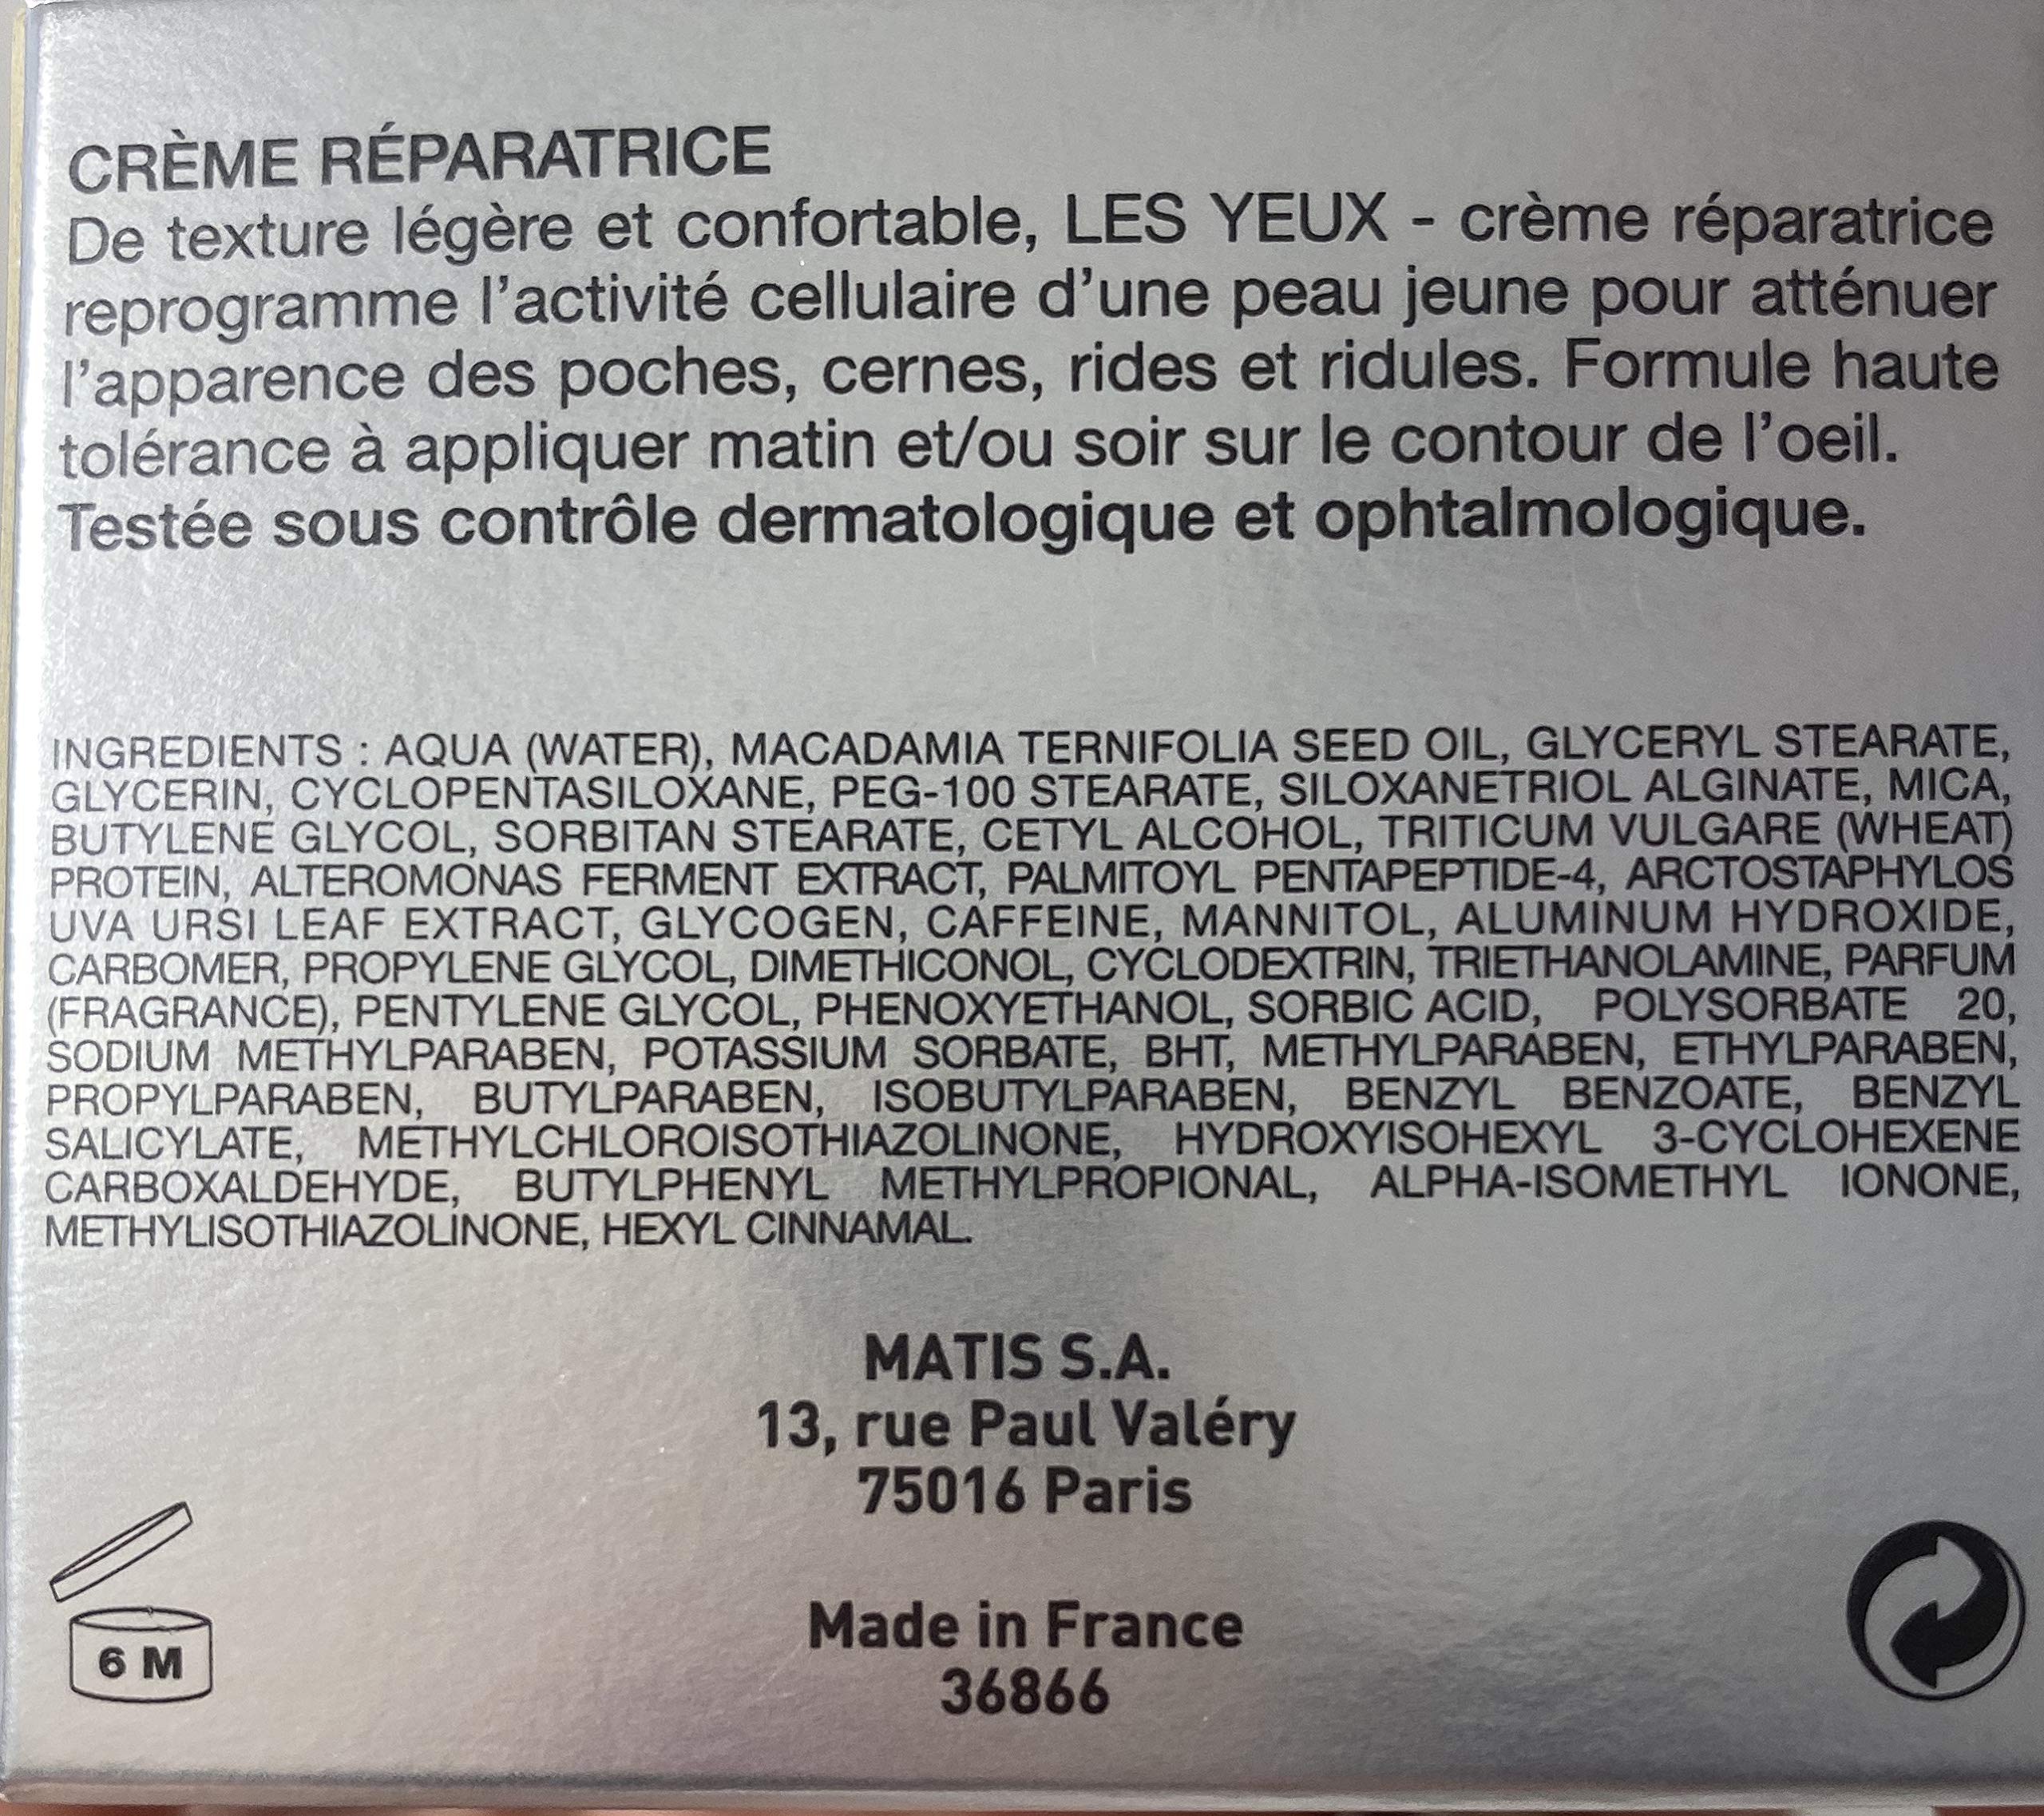 CRÈME RÉPARATRICE
De texture légère et confortable, LES YEUX - crème réparatrice
reprogramme l'activité cellulaire d'une peau jeune pour atténuer
l'apparence des poches, cernes, rides et ridules. Formule haute
tolérance à appliquer matin et/ou soir sur le contour de l'oeil.
Testée sous contrôle dermatologique et ophtalmologique.
INGREDIENTS : AQUA (WATER), MACADAMIA TERNIFOLIA SEED OIL, GLYCERYL STEARATE,
GLYCERIN, CYCLOPENTASILOXANE, PEG-100 STEARATE, SILOXANETRIOL ALGINATE, MICA,
BUTYLENE GLYCOL, SORBITAN STEARATE, CETYL ALCOHOL, TRITICUM VULGARE (WHEAT)
PROTEIN, ALTEROMONAS FERMENT EXTRACT, PALMITOYL PENTAPEPTIDE-4, ARCTOSTAPHYLOS
UVA URSI LEAF EXTRACT, GLYCOGEN, CAFFEINE, MANNITOL, ALUMINUM HYDROXIDE,
CARBOMER, PROPYLENE GLYCOL, DIMETHICONOL, CYCLODEXTRIN, TRIETHANOLAMINE, PARFUM
(FRAGRANCE), PENTYLENE GLYCOL, PHENOXYETHANOL, SORBIC ACID, POLYSORBATE 20,
SODIUM METHYLPARABEN, POTASSIUM SORBATE, BHT, METHYLPARABEN, ETHYLPARABEN,
PROPYLPARABEN, BUTYLPARABEN, ISOBUTYLPARABEN, BENZYL BENZOATE, BENZYL
SALICYLATE, METHYLCHLOROISOTHIAZOLINONE, HYDROXYISOHEXYL 3-CYCLOHEXENE
CARBOXALDEHYDE, BUTYLPHENYL METHYLPROPIONAL, ALPHA-ISOMETHYL IONONE,
METHYLISOTHIAZOLINONE, HEXYL CINNAMAL.
MATIS S.A.
13, rue Paul Valéry
75016 Paris
Made in France
36866
6 M